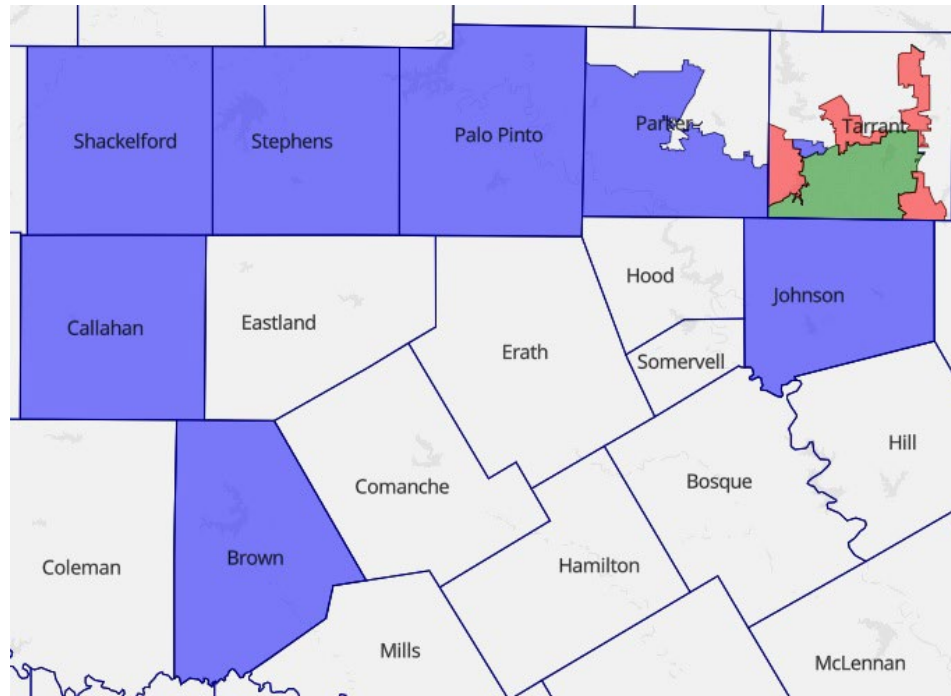 Shackelford
Stephens
Palo Pinto
Parker
Tarrant
Callahan
Eastland
Erath
Hood
Somervell
Johnson
Coleman
Brown
Comanche
Hamilton
Bosque
Hill
Mills
McLennan